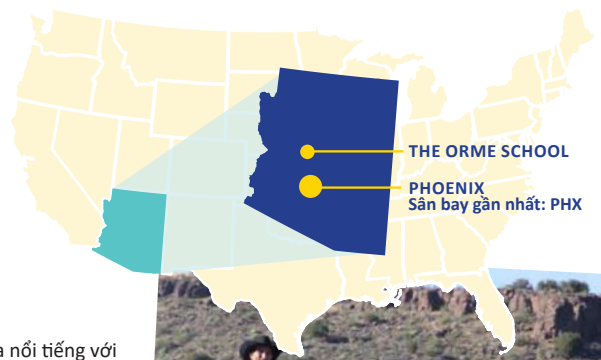 THE ORME SCHOOL
PHOENIX
Sân bay gần nhất: PHX
nổi tiếng với